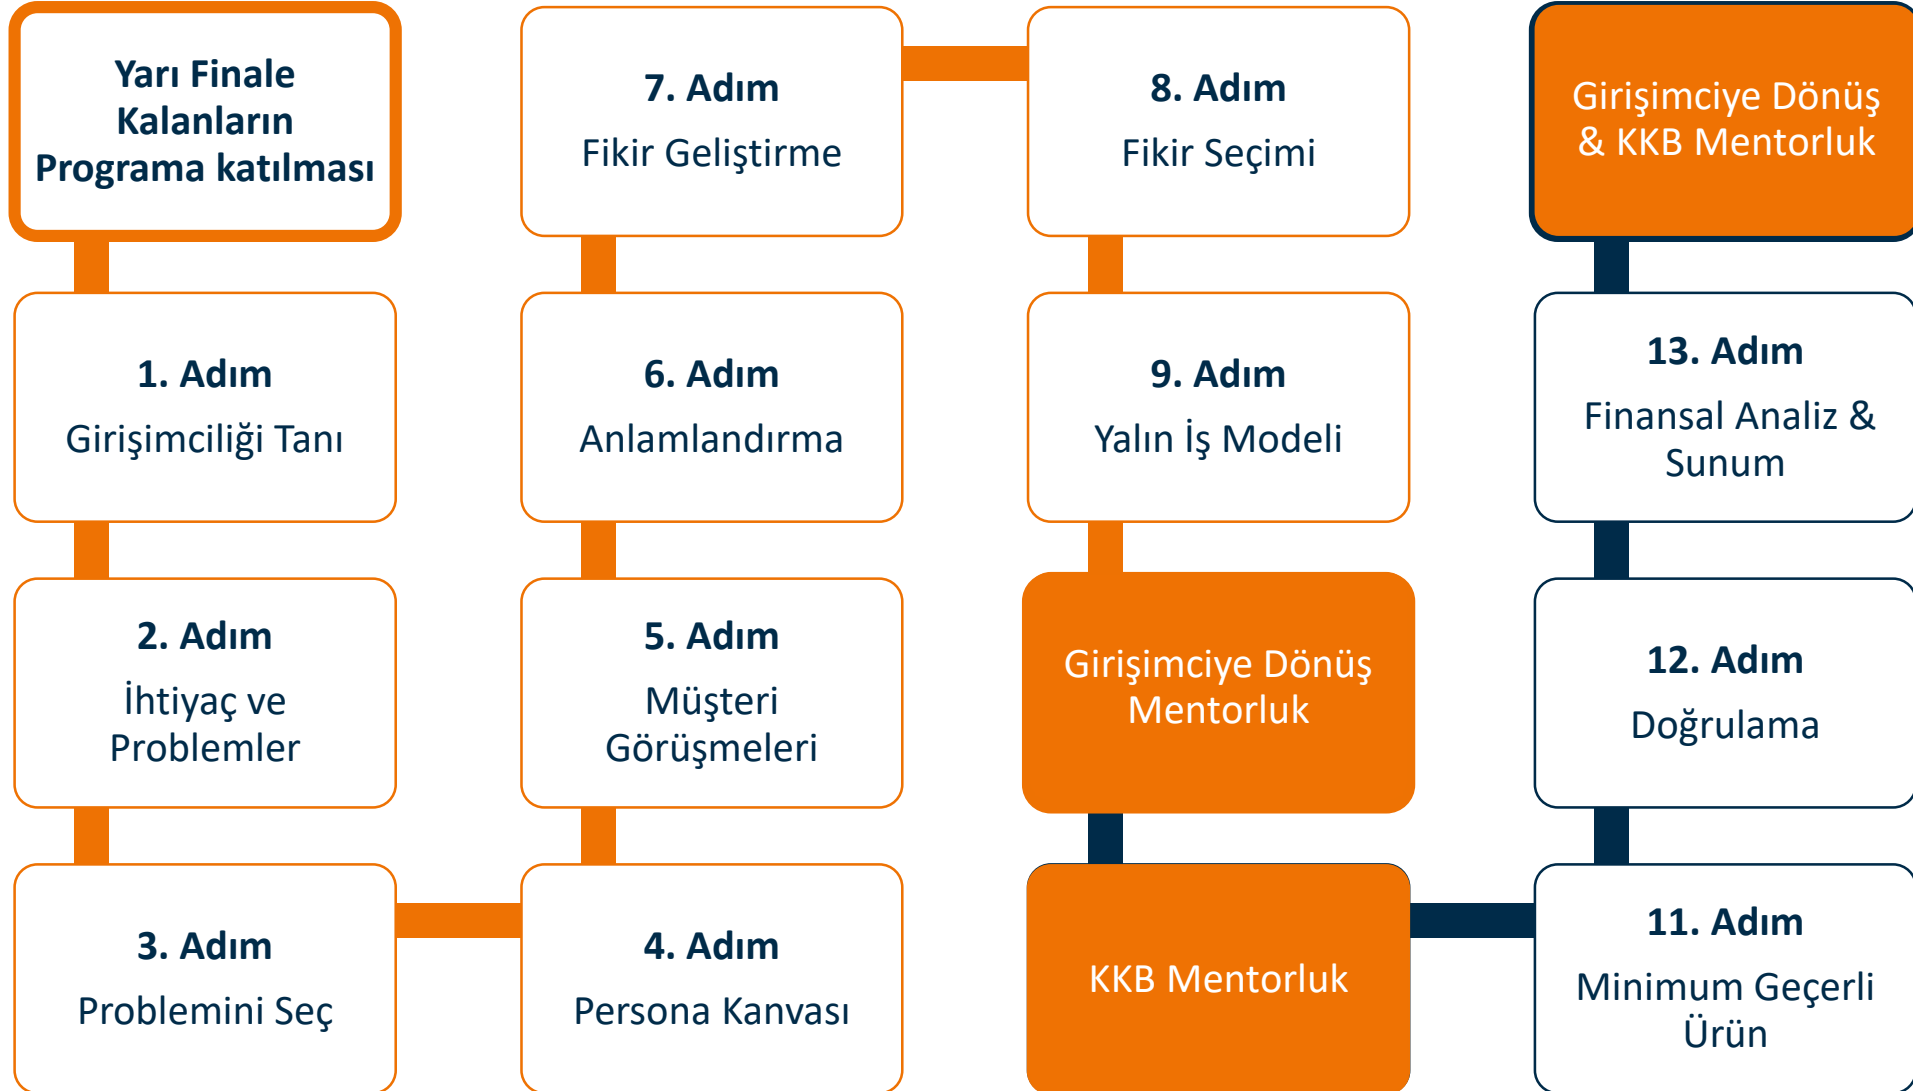 Yarı Finale
Kalanların
Programa katılması
1. Adım
Girişimciliği Tanı
2. Adım
İhtiyaç ve
Problemler
3. Adım
Problemini Seç
4. Adım
Persona Kanvası
5. Adım
Müşteri
Görüşmeleri
6. Adım
Anlamlandırma
7. Adım
Fikir Geliştirme
8. Adım
Fikir Seçimi
9. Adım
Yalın İş Modeli
Girişimciye Dönüş
Mentorluk
KKB Mentorluk
11. Adım
Minimum Geçerli
Ürün
12. Adım
Doğrulama
13. Adım
Finansal Analiz &
Sunum
Girişimciye Dönüş
& KKB Mentorluk